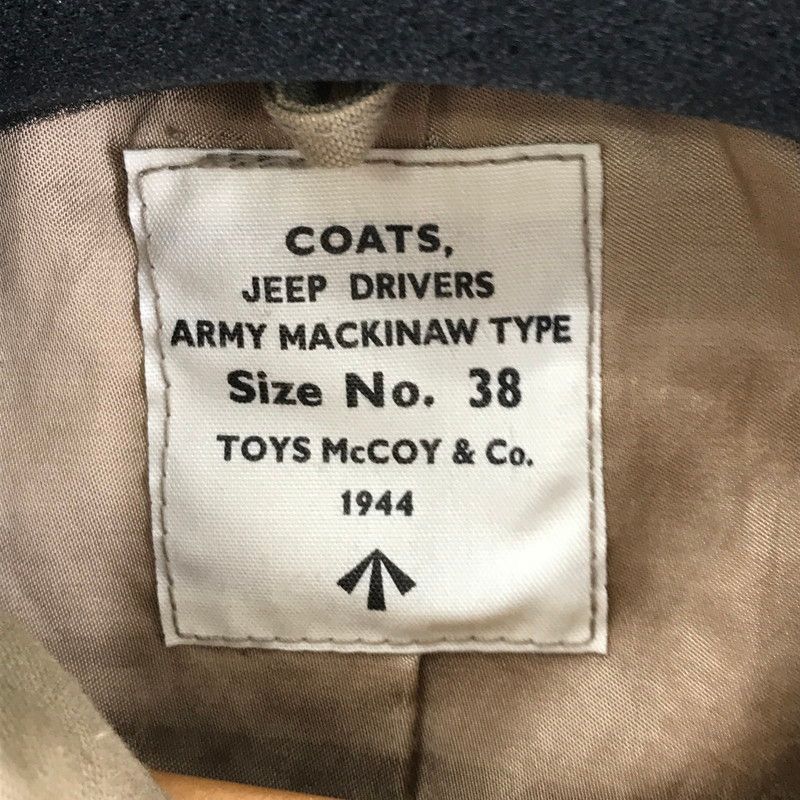 COATS,
JEEP DRIVERS
ARMY MACKINAW TYPE
Size No. 38
TOYS McCOY & Co.
1944